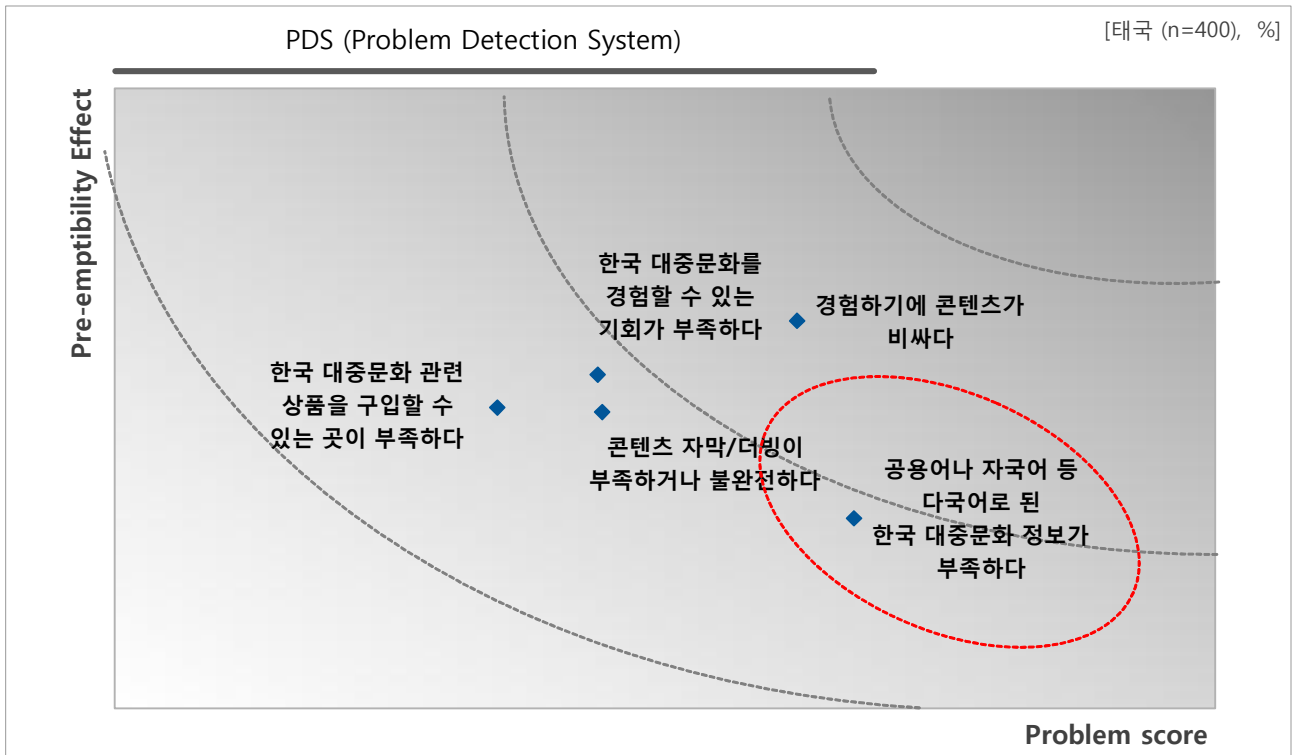 PDS (Problem Detection System)
[태국 (n=400), %]
Pre-emptibility Effect
한국 대중문화를
경험할 수 있는
기회가 부족하다
경험하기에 콘텐츠가
비싸다
한국 대중문화 관련
상품을 구입할 수
있는 곳이 부족하다
콘텐츠 자막/더빙이
부족하거나 불완전하다
공용어나 자국어 등
다국어로 된
한국 대중문화 정보가
부족하다
Problem score